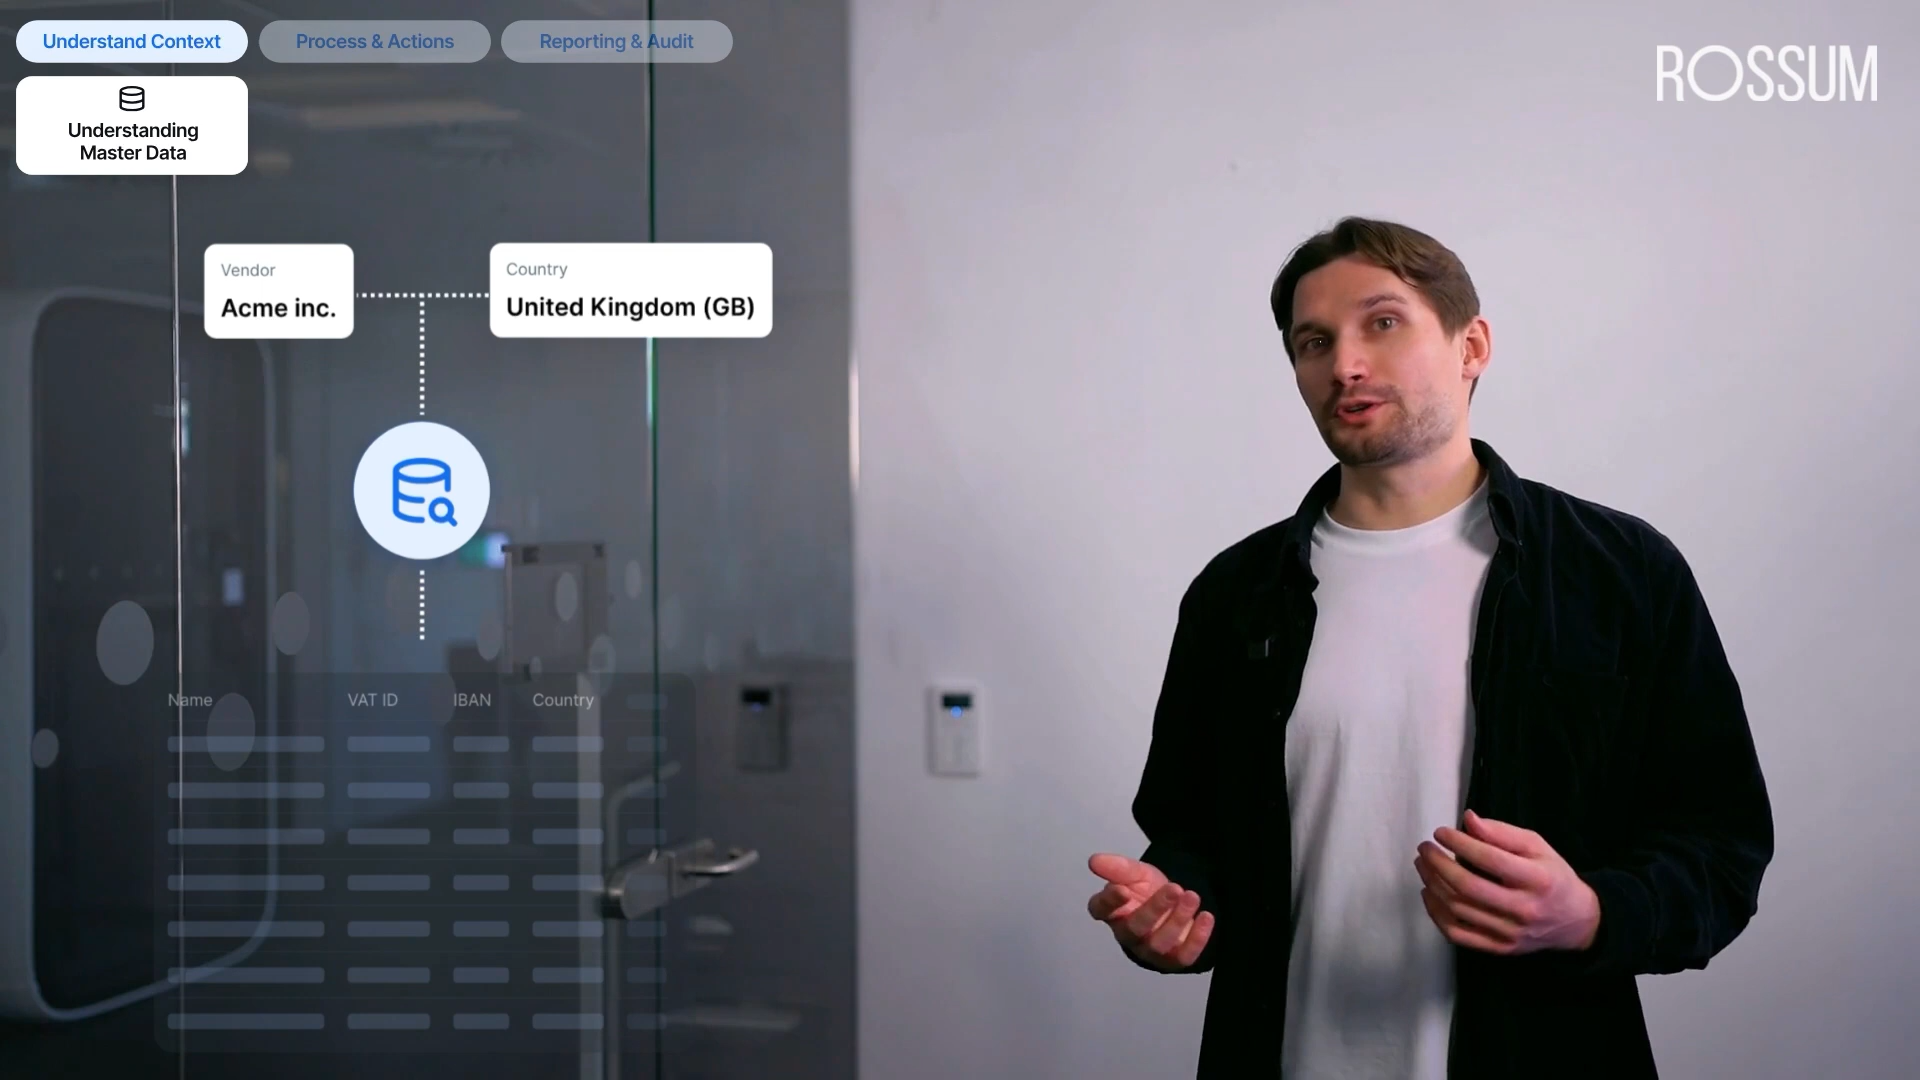 Understand Context
Process & Actions
Reporting & Audit
ROSSUM
Understanding
Master Data
Vendor
Acme inc.
Country
United Kingdom (GB)
Name
VAT ID
IBAN
Country